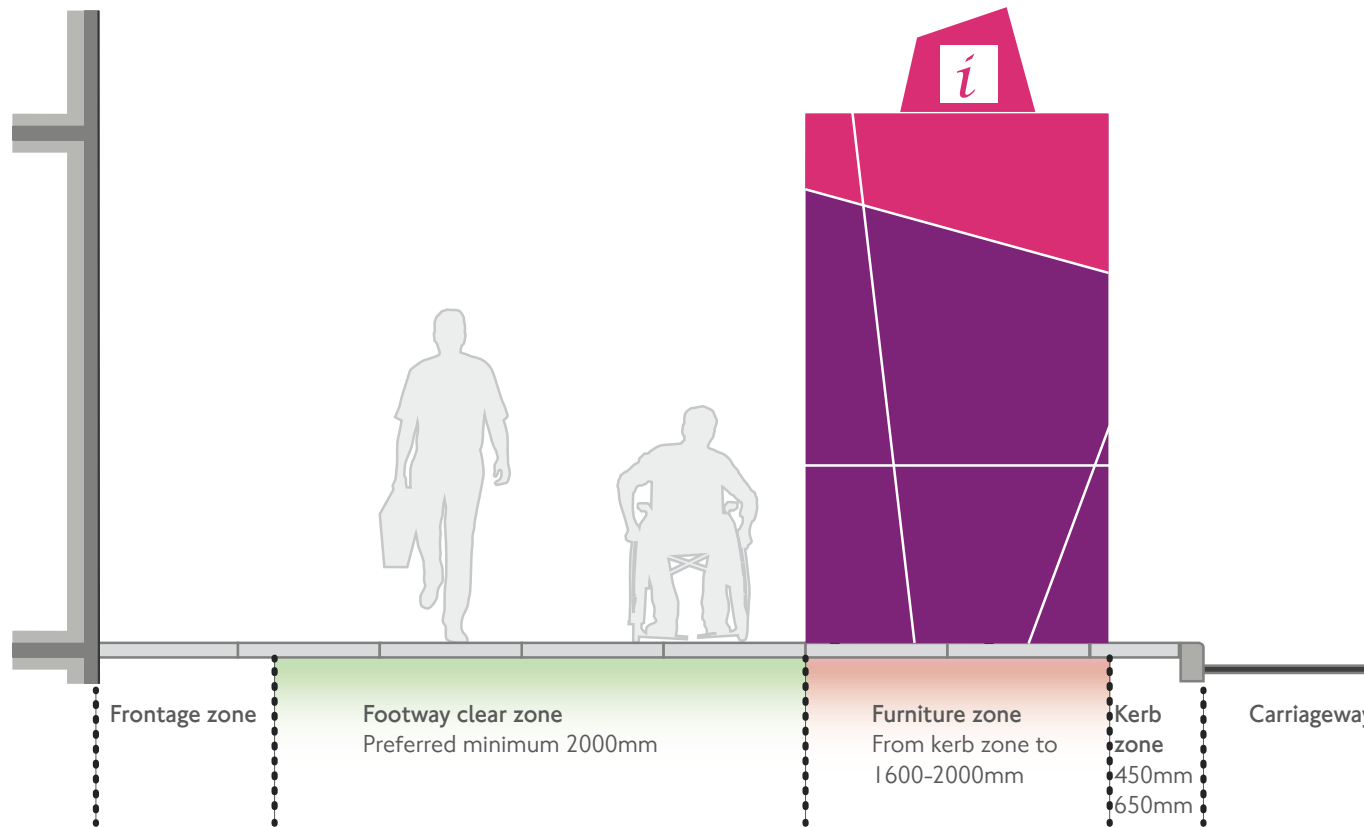 i
Frontage zone
Footway clear zone
Preferred minimum 2000mm
Furniture zone
From kerb zone to
1600-2000mm
Kerb
zone
450mm
650mm
Carriageway